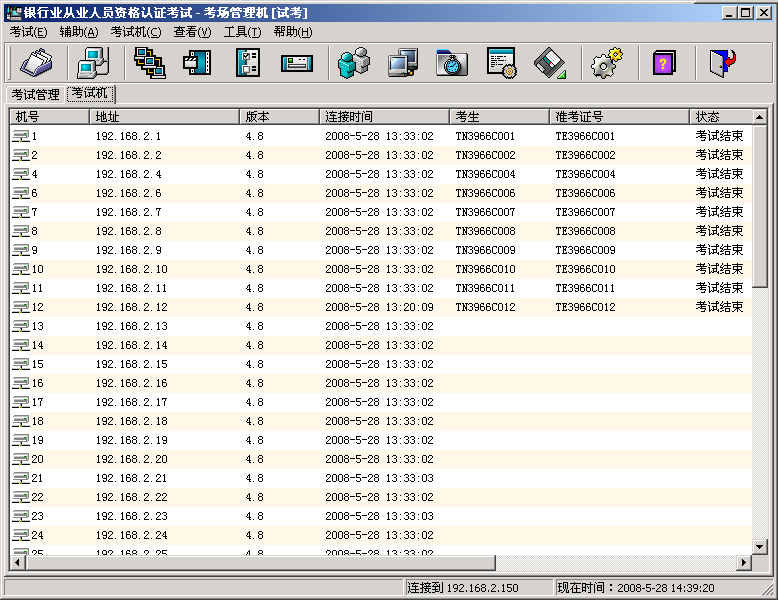 银行业从业人员资格认证考试 - 考场管理机 [试考]
考试(E) 辅助(A) 考试机(C) 查看(V) 工具(T) 帮助(H)
考试管理 考试机
机号 地址 版本 连接时间 考生 准考证号 状态
1 192.168.2.1 4.8 2008-5-28 13:33:02 TN3966C001 TE3966C001 考试结束
2 192.168.2.2 4.8 2008-5-28 13:33:02 TN3966C002 TE3966C002 考试结束
4 192.168.2.4 4.8 2008-5-28 13:33:02 TN3966C004 TE3966C004 考试结束
6 192.168.2.6 4.8 2008-5-28 13:33:02 TN3966C006 TE3966C006 考试结束
7 192.168.2.7 4.8 2008-5-28 13:33:02 TN3966C007 TE3966C007 考试结束
8 192.168.2.8 4.8 2008-5-28 13:33:02 TN3966C008 TE3966C008 考试结束
9 192.168.2.9 4.8 2008-5-28 13:33:02 TN3966C009 TE3966C009 考试结束
10 192.168.2.10 4.8 2008-5-28 13:33:02 TN3966C010 TE3966C010 考试结束
11 192.168.2.11 4.8 2008-5-28 13:33:02 TN3966C011 TE3966C011 考试结束
12 192.168.2.12 4.8 2008-5-28 13:20:09 TN3966C012 TE3966C012 考试结束
13 192.168.2.13 4.8 2008-5-28 13:33:02
14 192.168.2.14 4.8 2008-5-28 13:33:02
15 192.168.2.15 4.8 2008-5-28 13:33:02
16 192.168.2.16 4.8 2008-5-28 13:33:02
17 192.168.2.17 4.8 2008-5-28 13:33:02
18 192.168.2.18 4.8 2008-5-28 13:33:02
19 192.168.2.19 4.8 2008-5-28 13:33:02
20 192.168.2.20 4.8 2008-5-28 13:33:02
21 192.168.2.21 4.8 2008-5-28 13:33:03
22 192.168.2.22 4.8 2008-5-28 13:33:02
23 192.168.2.23 4.8 2008-5-28 13:33:03
24 192.168.2.24 4.8 2008-5-28 13:33:02
25 192.168.2.25 4.8 2008-5-28 13:33:02
连接到 192.168.2.150 现在时间：2008-5-28 14:39:20